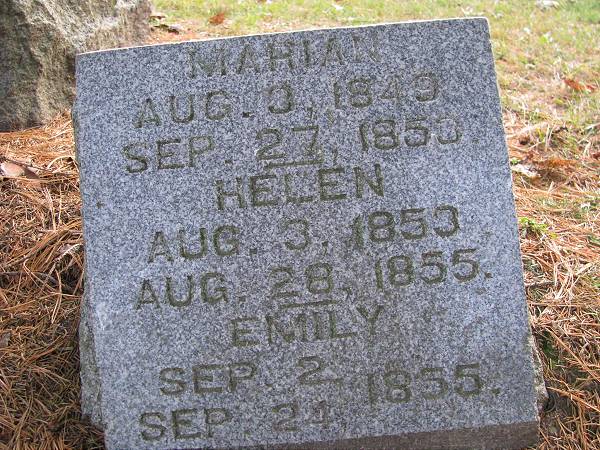 MARIAN
AUG. 3, 1849
SEP. 27, 1853.
HELEN
AUG. 3, 1853.
AUG. 28, 1855.
EMILY
SEP. 2
SEP. 24, 1855.